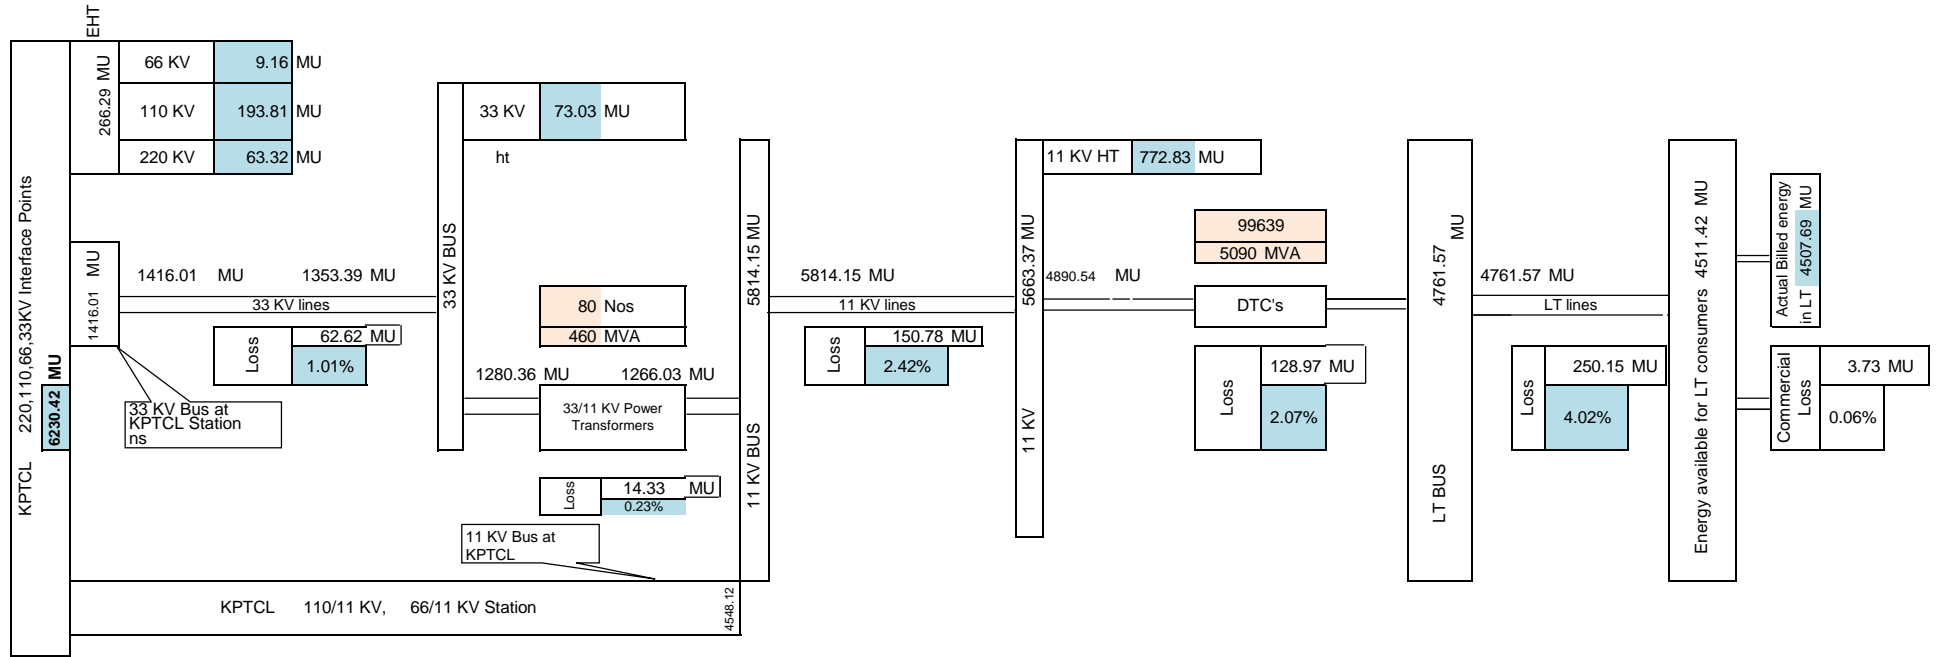 EHT
KPTCL 220,110,66,33KV Interface Points
6230.42 MU
266.29 MU
66 KV 9.16 MU
110 KV 193.81 MU
220 KV 63.32 MU
1416.01 MU
1416.01 MU 1353.39 MU
33 KV lines
Loss 62.62 MU
1.01%
33 KV Bus at
KPTCL Station
ns
33 KV BUS
33 KV 73.03 MU
ht
80 Nos
460 MVA
1280.36 MU 1266.03 MU
33/11 KV Power
Transformers
Loss 14.33 MU
0.23%
11 KV Bus at
KPTCL
KPTCL 110/11 KV, 66/11 KV Station
4548.12
11 KV BUS 5814.15 MU
5814.15 MU
11 KV lines
Loss 150.78 MU
2.42%
11 KV 5663.37 MU
11 KV HT 772.83 MU
4890.54 MU
99639
5090 MVA
DTC's
Loss 128.97 MU
2.07%
LT BUS 4761.57 MU
4761.57 MU
LT lines
Loss 250.15 MU
4.02%
Energy available for LT consumers 4511.42 MU
Actual Billed energy
in LT 4507.69 MU
Commercial
Loss
3.73 MU
0.06%